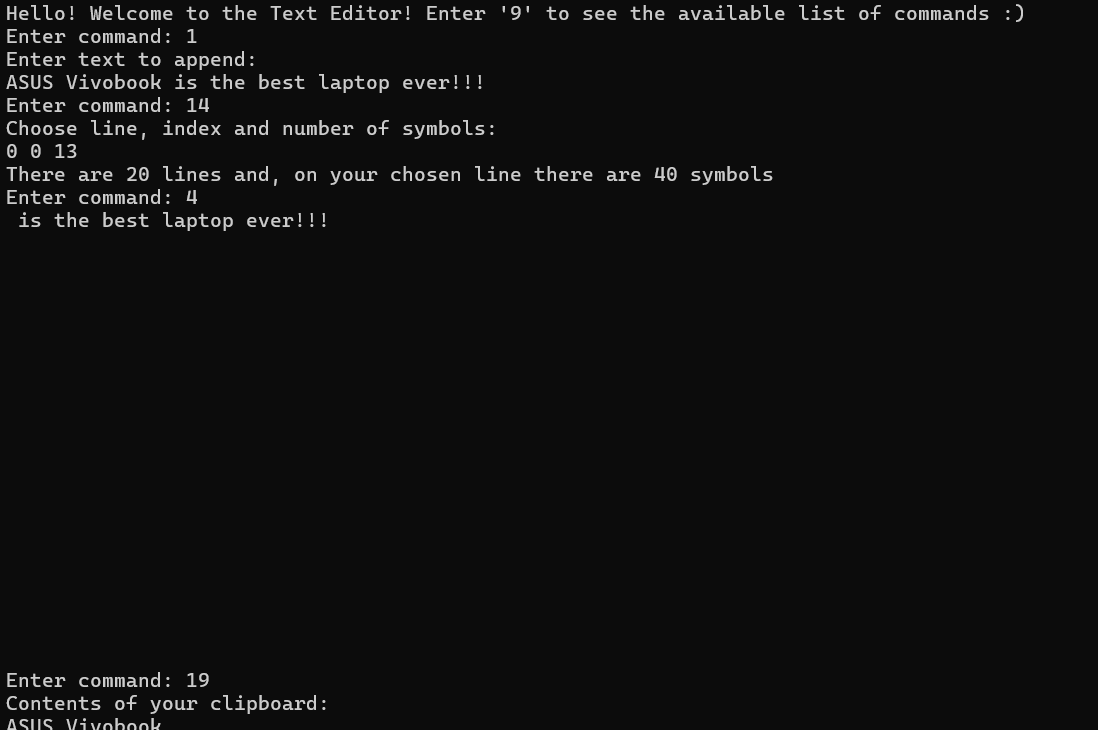 Hello! Welcome to the Text Editor! Enter '9' to see the available list of commands :)
Enter command: 1
Enter text to append:
ASUS Vivobook is the best laptop ever!!!
Enter command: 14
Choose line, index and number of symbols:
0 0 13
There are 20 lines and, on your chosen line there are 40 symbols
Enter command: 4
 is the best laptop ever!!!
Enter command: 19
Contents of your clipboard:
ASUS Vivobook